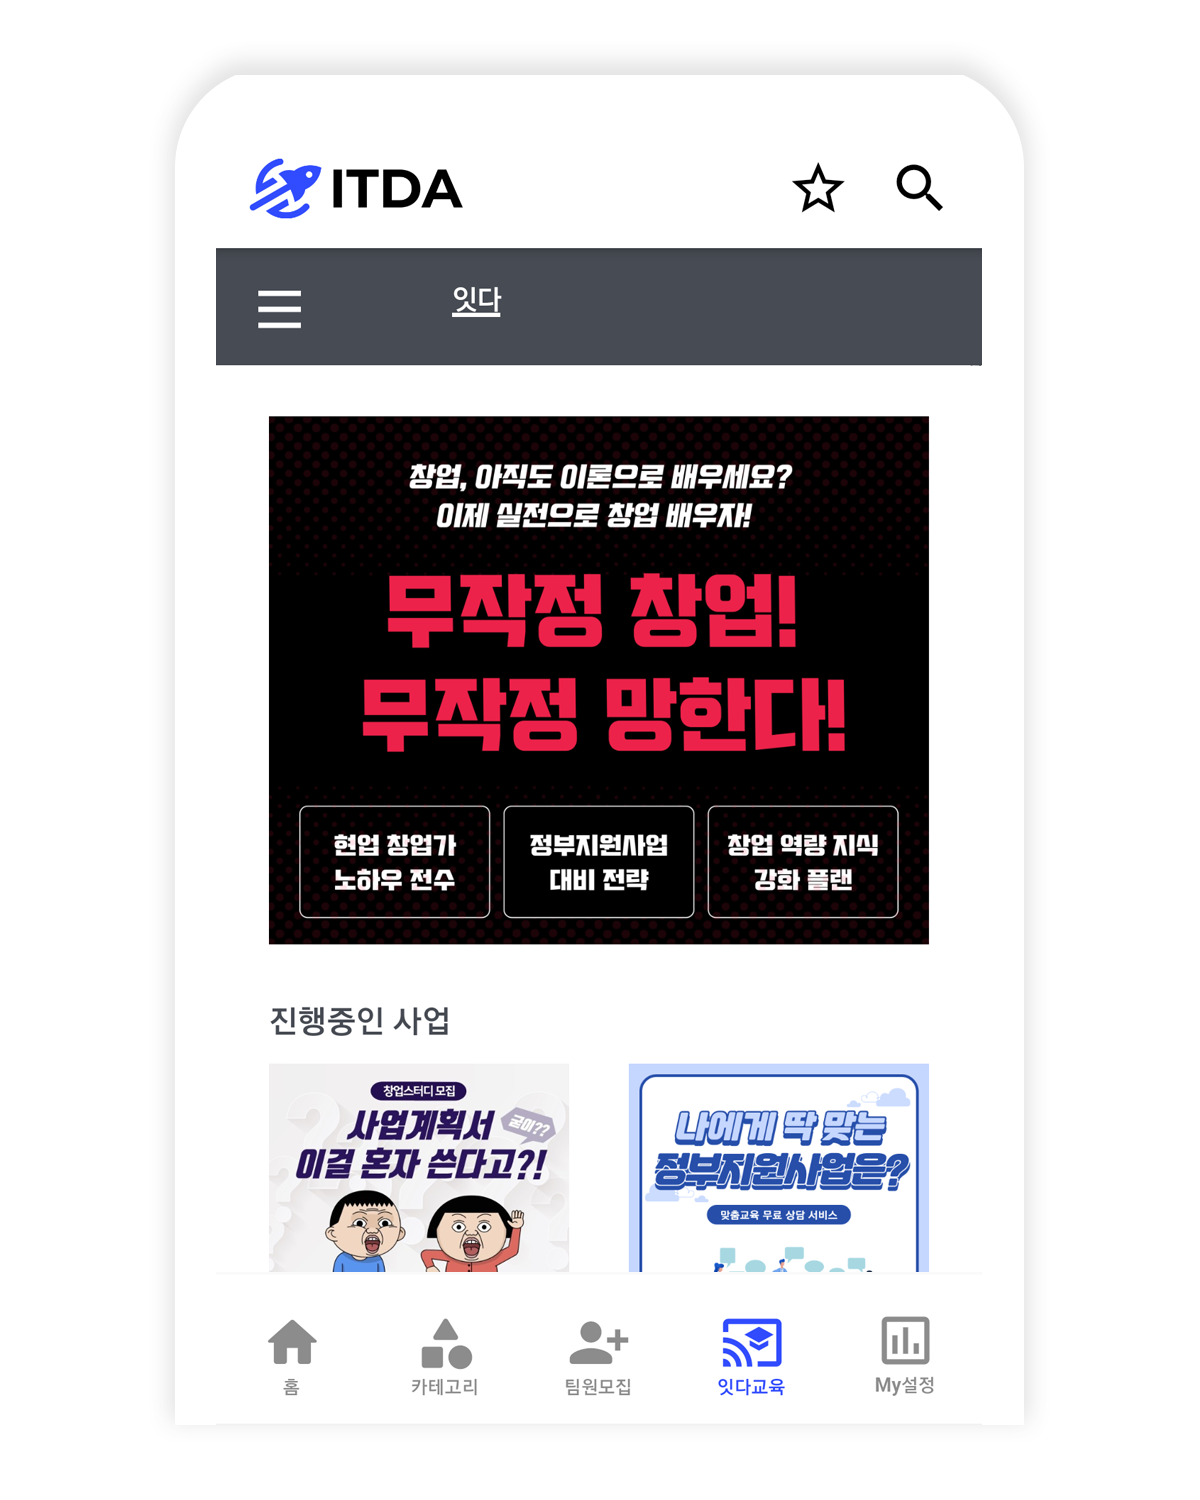 ITDA
잇다
창업, 아직도 이론으로 배우세요?
이제 실전으로 창업 배우자!
무작정 창업!
무작정 망한다!
현업 창업가
노하우 전수
정부지원사업
대비 전략
창업 역량 지식
강화 플랜
진행중인 사업
창업스터디 모집
사업계획서
굳이??
이걸 혼자 쓴다고?!
나에게 딱 맞는
정부지원사업은?
맞춤교육 무료 상담 서비스
홈
카테고리
팀원모집
잇다교육
My설정